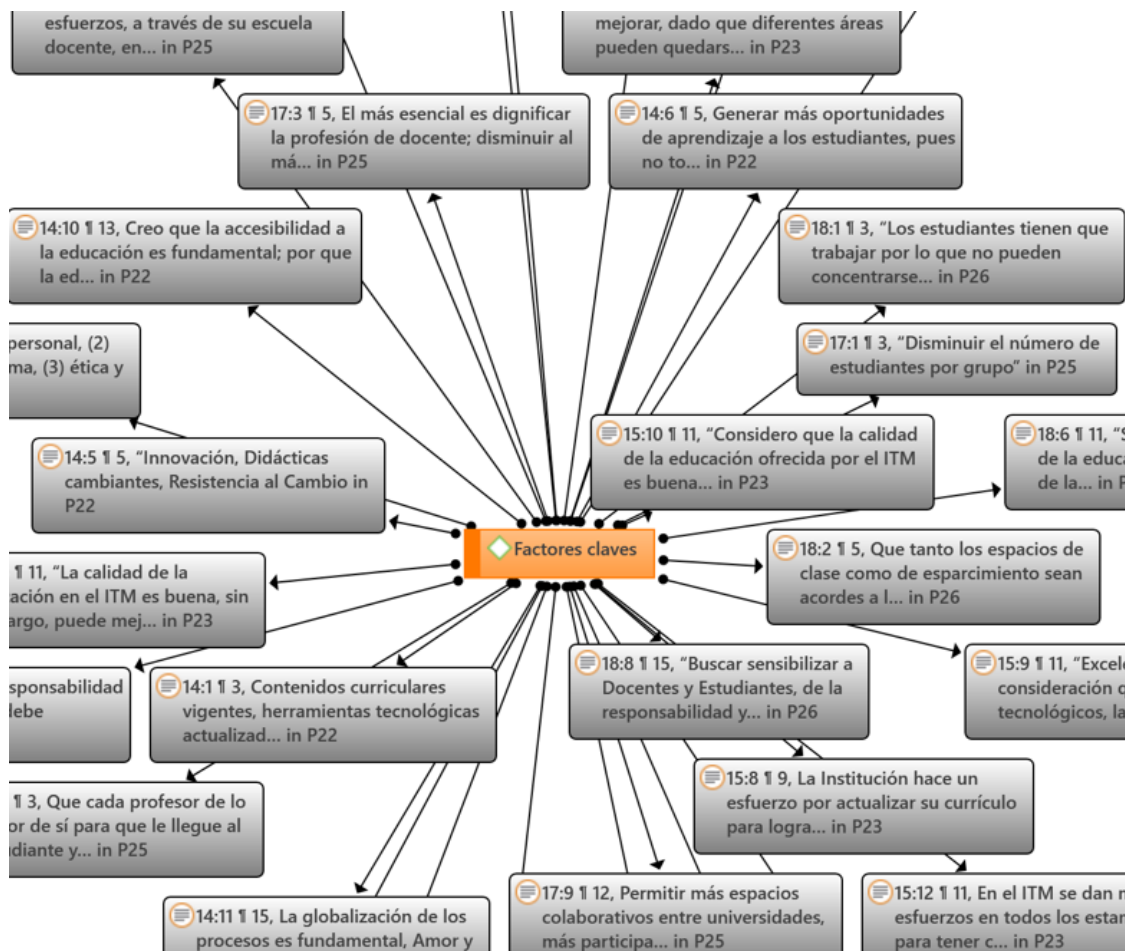 esfuerzos, a través de su escuela
docente, en... in P25
mejorar, dado que diferentes áreas
pueden quedars... in P23
17:3 ¶ 5, El más esencial es dignificar
la profesión de docente; disminuir al
má... in P25
14:6 ¶ 5, Generar más oportunidades
de aprendizaje a los estudiantes, pues
no to... in P22
14:10 ¶ 13, Creo que la accesibilidad a
la educación es fundamental; por que
la ed... in P22
18:1 ¶ 3, “Los estudiantes tienen que
trabajar por lo que no pueden
concentrarse... in P26
personal, (2)
ma, (3) ética y
17:1 ¶ 3, “Disminuir el número de
estudiantes por grupo” in P25
14:5 ¶ 5, “Innovación, Didácticas
cambiantes, Resistencia al Cambio in
P22
15:10 ¶ 11, “Considero que la calidad
de la educación ofrecida por el ITM
es buena... in P23
18:6 ¶ 11, “S
de la educa
de la... in P
Factores claves
18:2 ¶ 5, Que tanto los espacios de
clase como de esparcimiento sean
acordes a l... in P26
¶ 11, “La calidad de la
ación en el ITM es buena, sin
argo, puede mej... in P23
sponsabilidad
debe
14:1 ¶ 3, Contenidos curriculares
vigentes, herramientas tecnológicas
actualizad... in P22
18:8 ¶ 15, “Buscar sensibilizar a
Docentes y Estudiantes, de la
responsabilidad y... in P26
15:9 ¶ 11, “Excele
consideración q
tecnológicos, la
¶ 3, Que cada profesor de lo
or de sí para que le llegue al
diante y... in P25
15:8 ¶ 9, La Institución hace un
esfuerzo por actualizar su currículo
para logra... in P23
14:11 ¶ 15, La globalización de los
procesos es fundamental, Amor y
17:9 ¶ 12, Permitir más espacios
colaborativos entre universidades,
más participa... in P25
15:12 ¶ 11, En el ITM se dan m
esfuerzos en todos los estam
para tener c... in P23